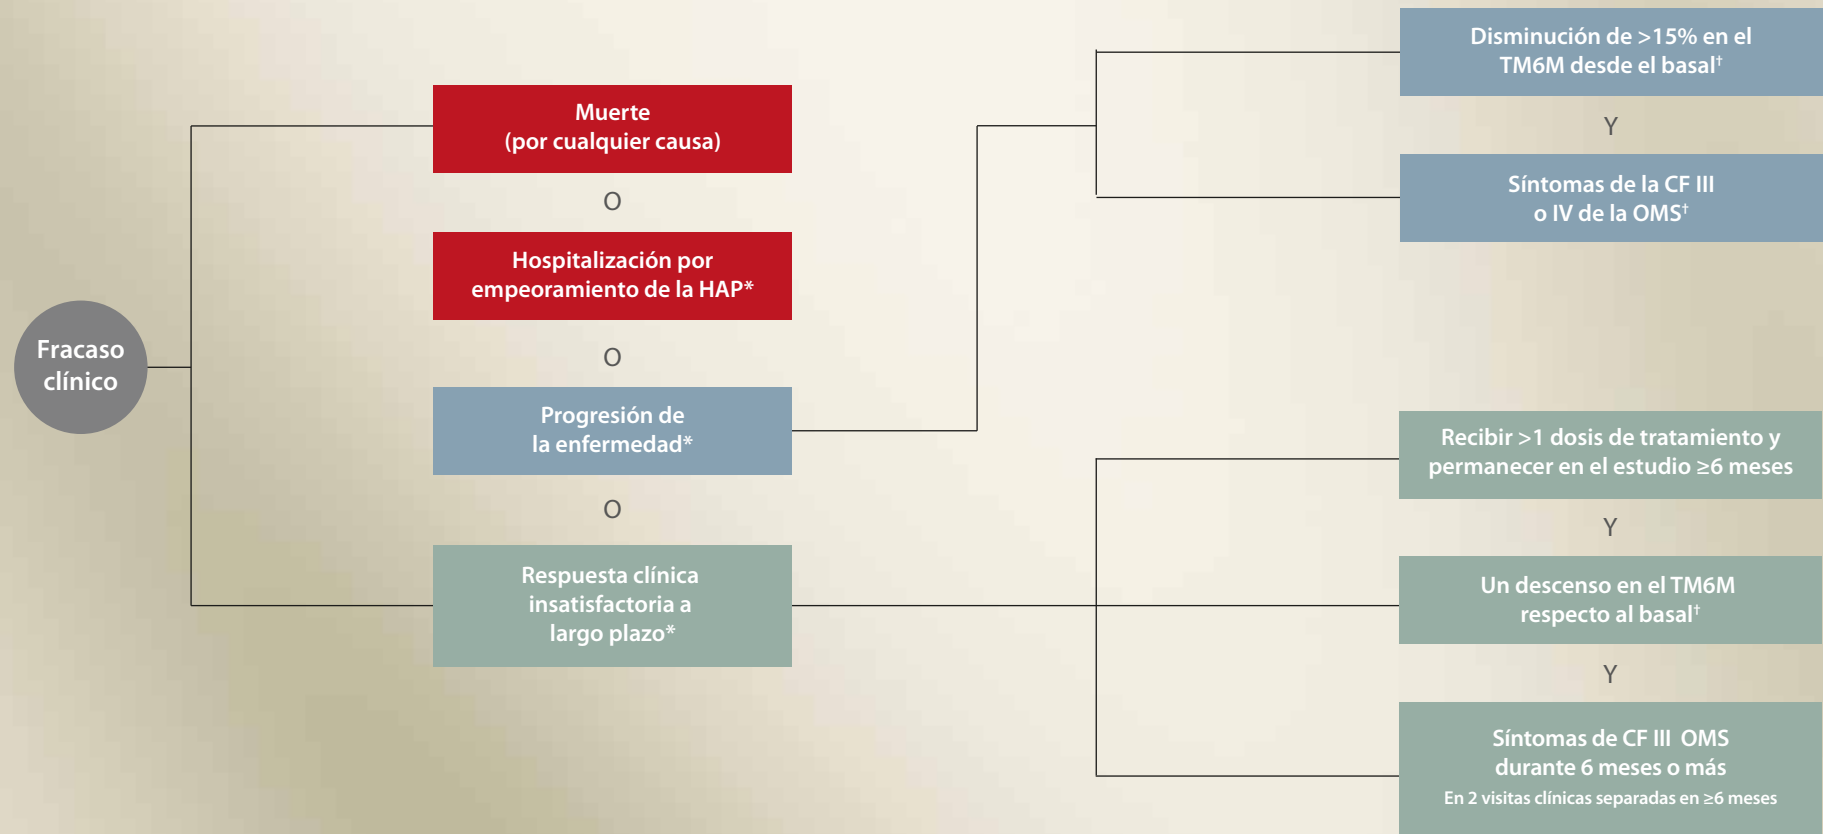 Fracaso
clínico
Muerte
(por cualquier causa)
O
Hospitalización por
empeoramiento de la HAP*
O
Progresión de
la enfermedad*
O
Respuesta clínica
insatisfactoria a
largo plazo*
Disminución de >15% en el
TM6M desde el basal†
Y
Síntomas de la CF III
o IV de la OMS†
Recibir >1 dosis de tratamiento y
permanecer en el estudio ≥6 meses
Y
Un descenso en el TM6M
respecto al basal†
Y
Síntomas de CF III OMS
durante 6 meses o más
En 2 visitas clínicas separadas en ≥6 meses